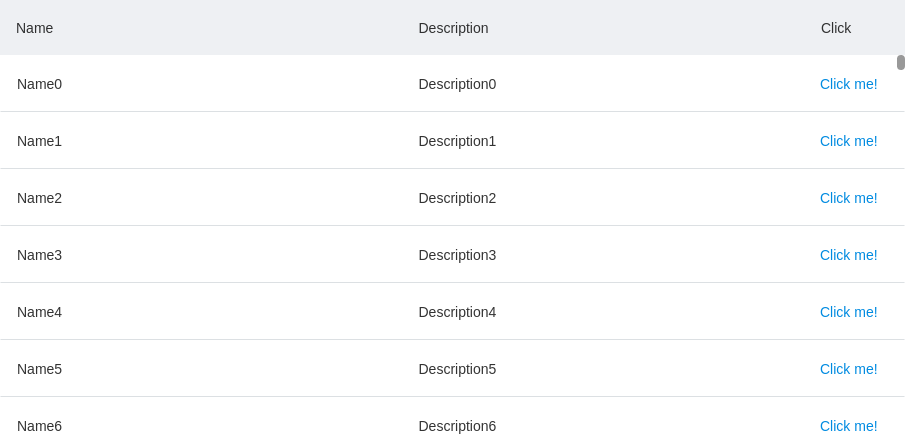 Name Description Click
Name0 Description0 Click me!
Name1 Description1 Click me!
Name2 Description2 Click me!
Name3 Description3 Click me!
Name4 Description4 Click me!
Name5 Description5 Click me!
Name6 Description6 Click me!